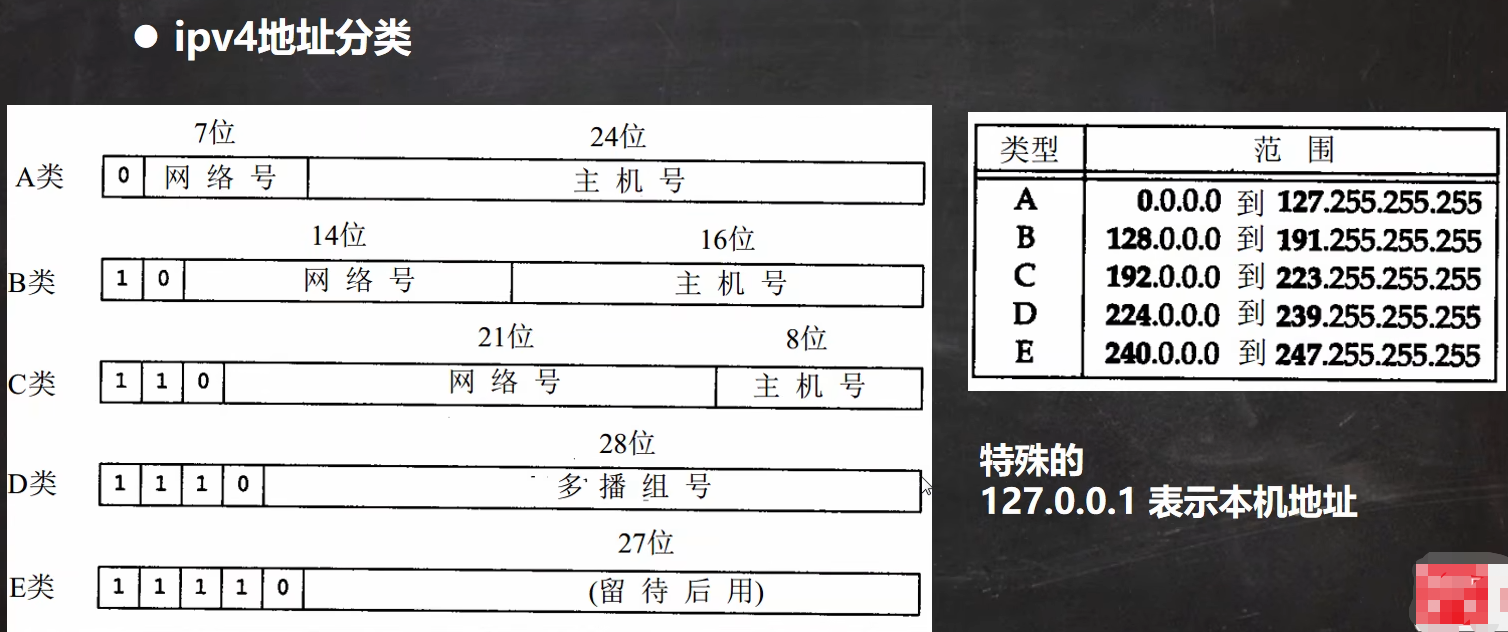 ● ipv4地址分类
7位 24位
A类 0 网络号 主机号
14位 16位
B类 1 0 网络号 主机号
21位 8位
C类 1 1 0 网络号 主机号
28位
D类 1 1 1 0 多播组号
27位
E类 1 1 1 1 0 (留待后用)
类型 范围
A 0.0.0.0 到 127.255.255.255
B 128.0.0.0 到 191.255.255.255
C 192.0.0.0 到 223.255.255.255
D 224.0.0.0 到 239.255.255.255
E 240.0.0.0 到 247.255.255.255
特殊的
127.0.0.1 表示本机地址